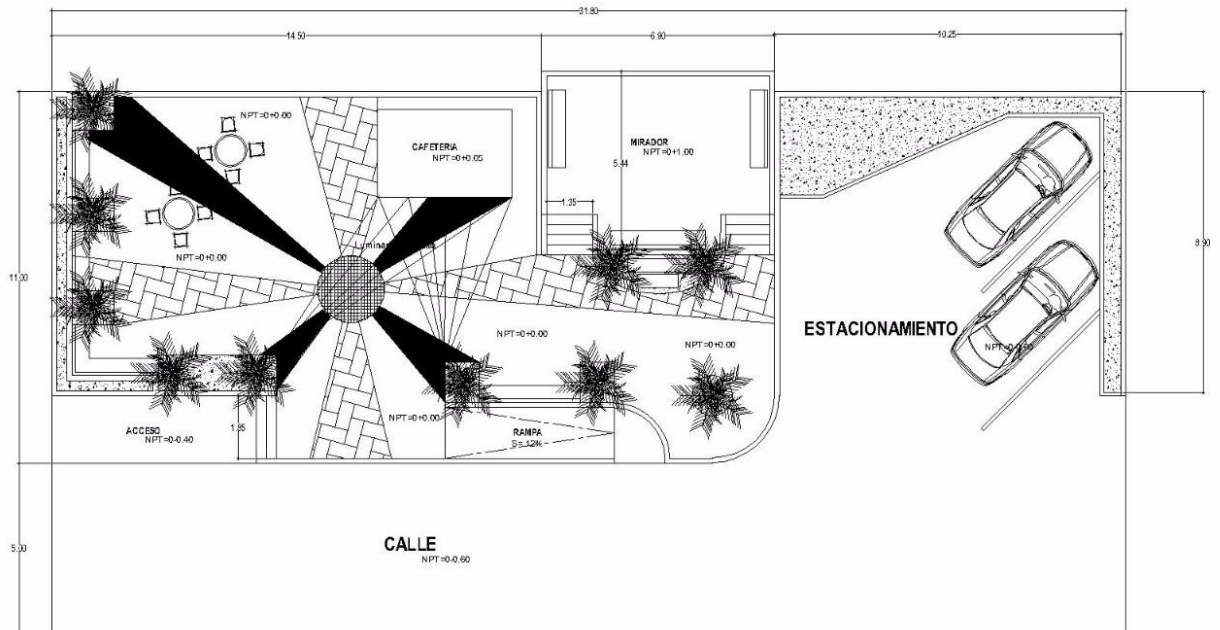 31.80
14.50
6.90
10.25
NPT=0+0.00
CAFETERIA
NPT=0+0.05
MIRADOR
NPT=0+1.00
5.44
1.35
8.90
NPT=0+0.00
11.00
NPT=0+0.00
NPT=0+0.00
ESTACIONAMIENTO
ACCESO
NPT=0-0.40
1.85
NPT=0+0.00
RAMPA
S= 12%
CALLE
NPT=0-0.60
5.00